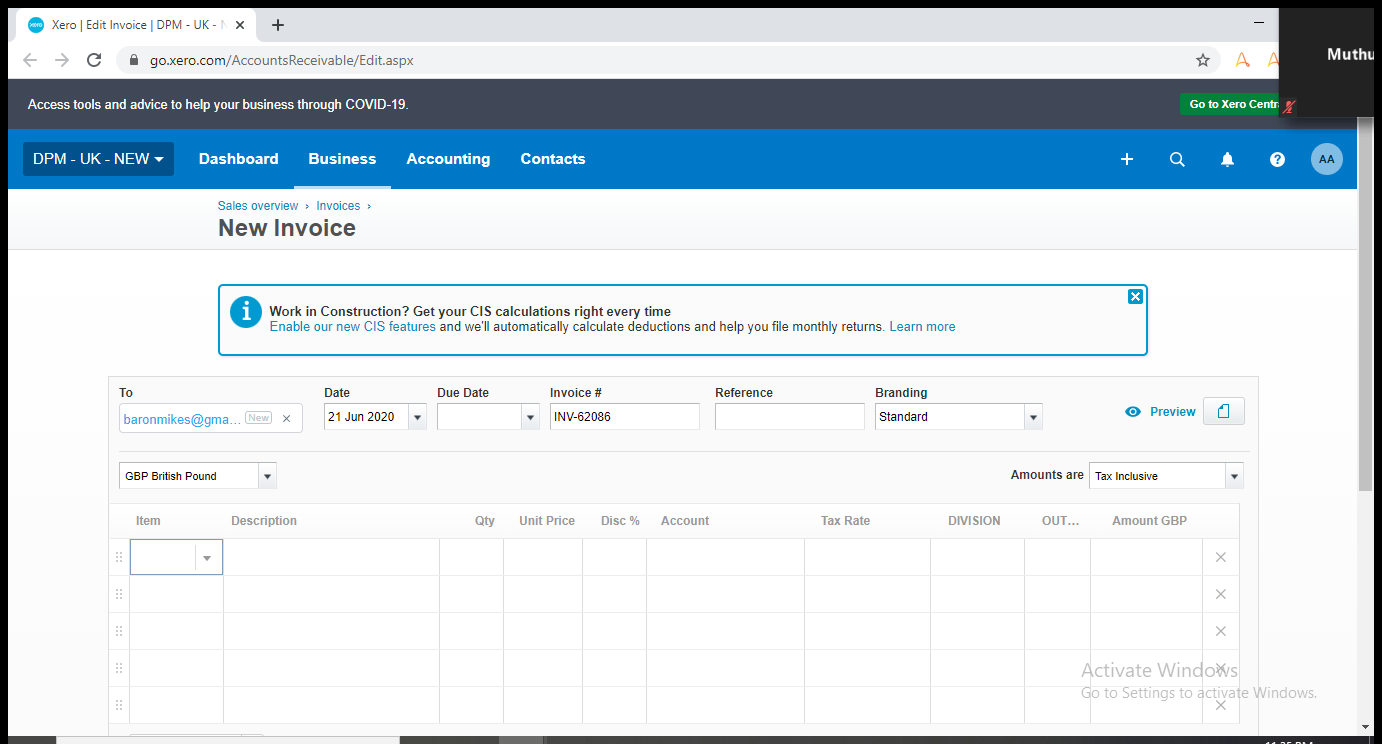 Xero | Edit Invoice | DPM - UK -
go.xero.com/AccountsReceivable/Edit.aspx
Muthu
Access tools and advice to help your business through COVID-19.
Go to Xero Centr
DPM - UK - NEW Dashboard Business Accounting Contacts
AA
Sales overview › Invoices ›
New Invoice
Work in Construction? Get your CIS calculations right every time
Enable our new CIS features and we'll automatically calculate deductions and help you file monthly returns. Learn more
To Date Due Date Invoice # Reference Branding
baronmikes@gma... New 21 Jun 2020 INV-62086 Standard Preview
GBP British Pound Amounts are Tax Inclusive
Item Description Qty Unit Price Disc % Account Tax Rate DIVISION OUT... Amount GBP
Activate Windows
Go to Settings to activate Windows.